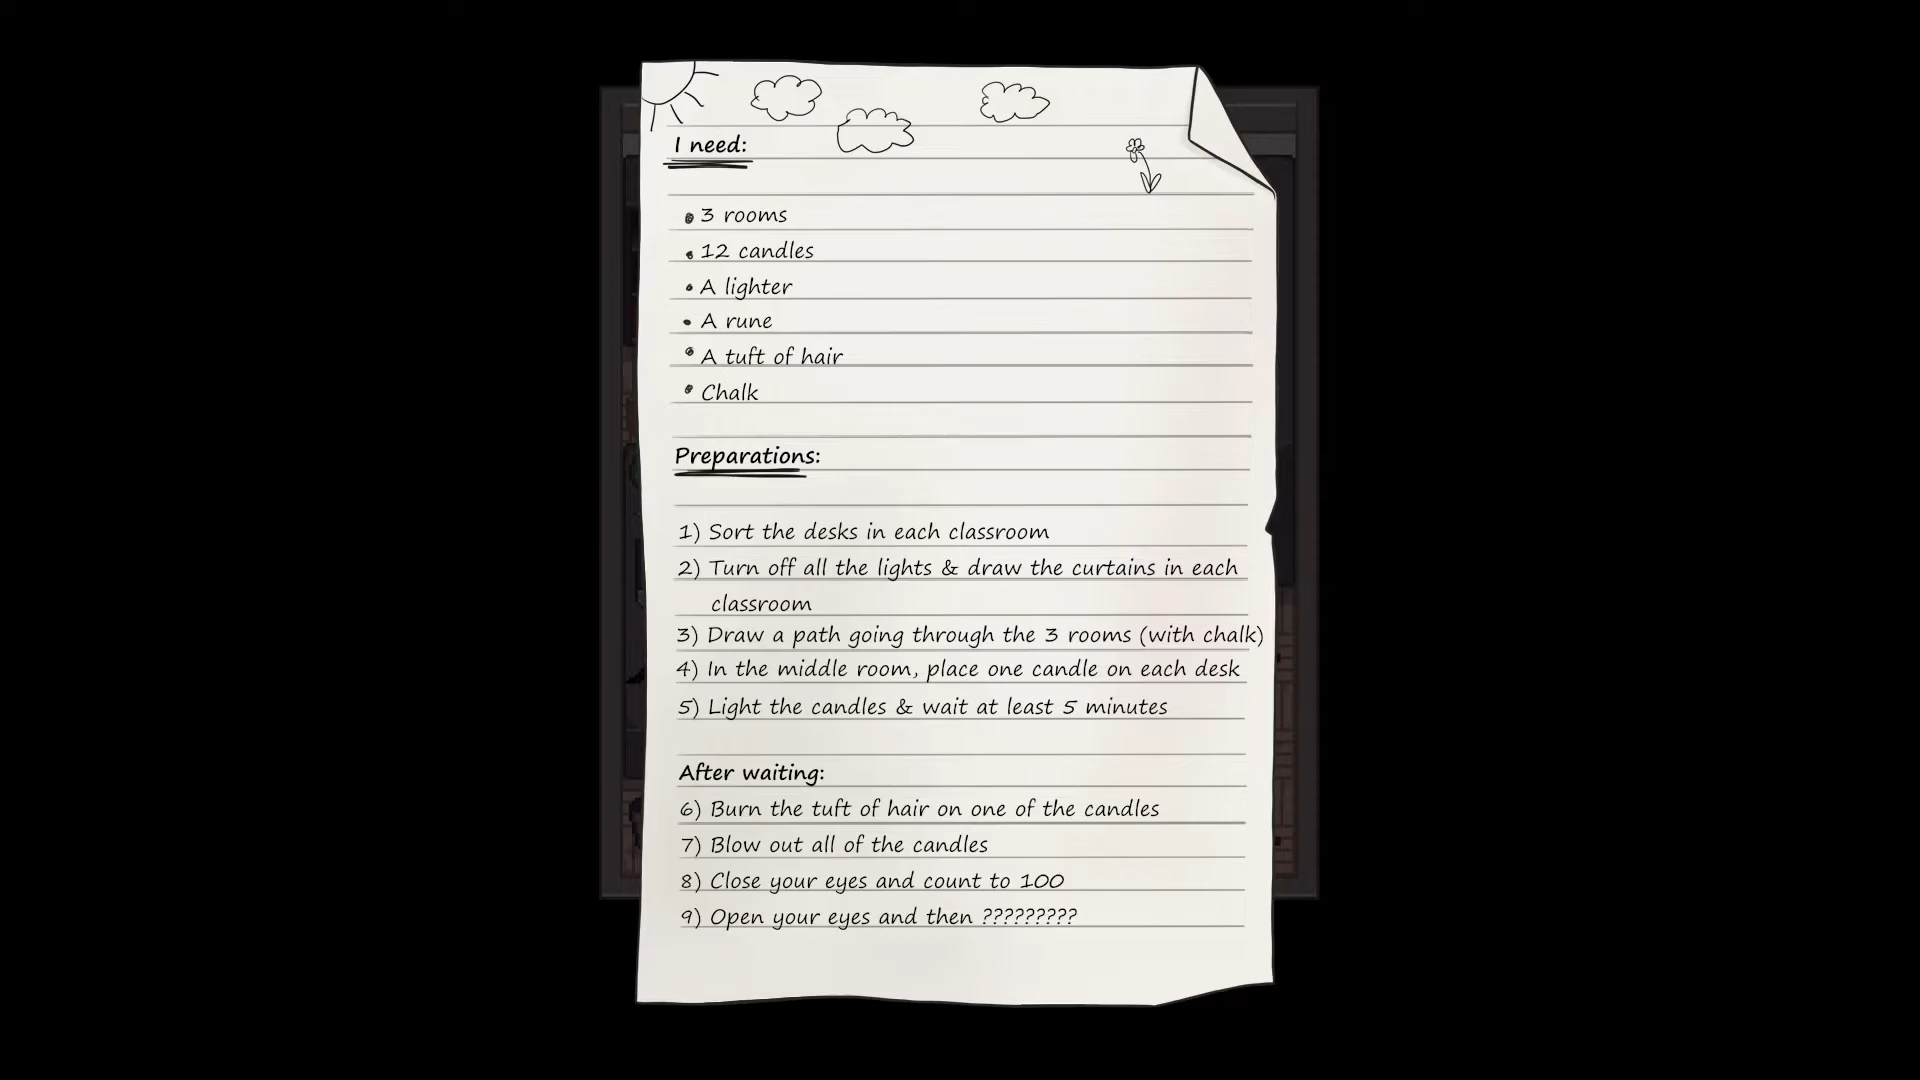 I need:
• 3 rooms
• 12 candles
• A lighter
• A rune
• A tuft of hair
• Chalk
Preparations:
1) Sort the desks in each classroom
2) Turn off all the lights & draw the curtains in each
classroom
3) Draw a path going through the 3 rooms (with chalk)
4) In the middle room, place one candle on each desk
5) Light the candles & wait at least 5 minutes
After waiting:
6) Burn the tuft of hair on one of the candles
7) Blow out all of the candles
8) Close your eyes and count to 100
9) Open your eyes and then ?????????